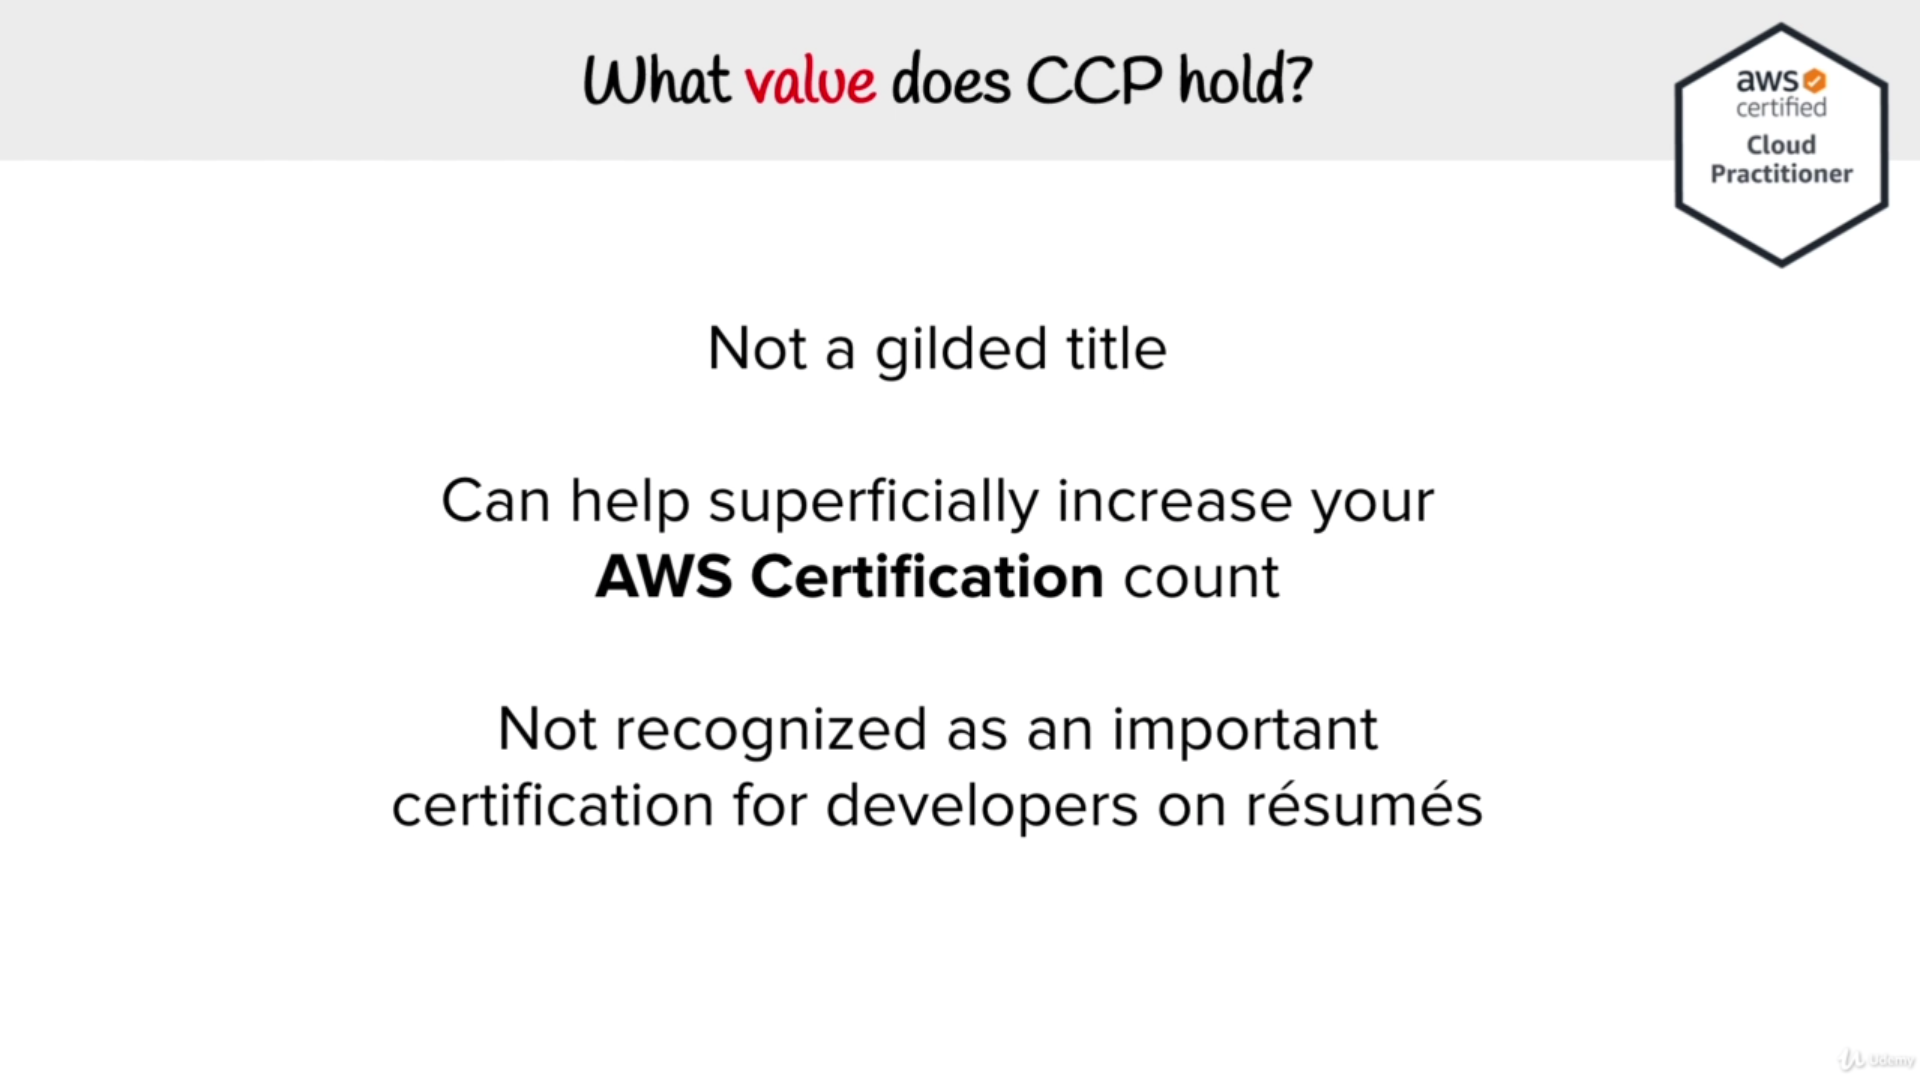 What value does CCP hold?
aws
certified
Cloud
Practitioner
Not a gilded title
Can help superficially increase your
AWS Certification count
Not recognized as an important
certification for developers on résumés
Udemy